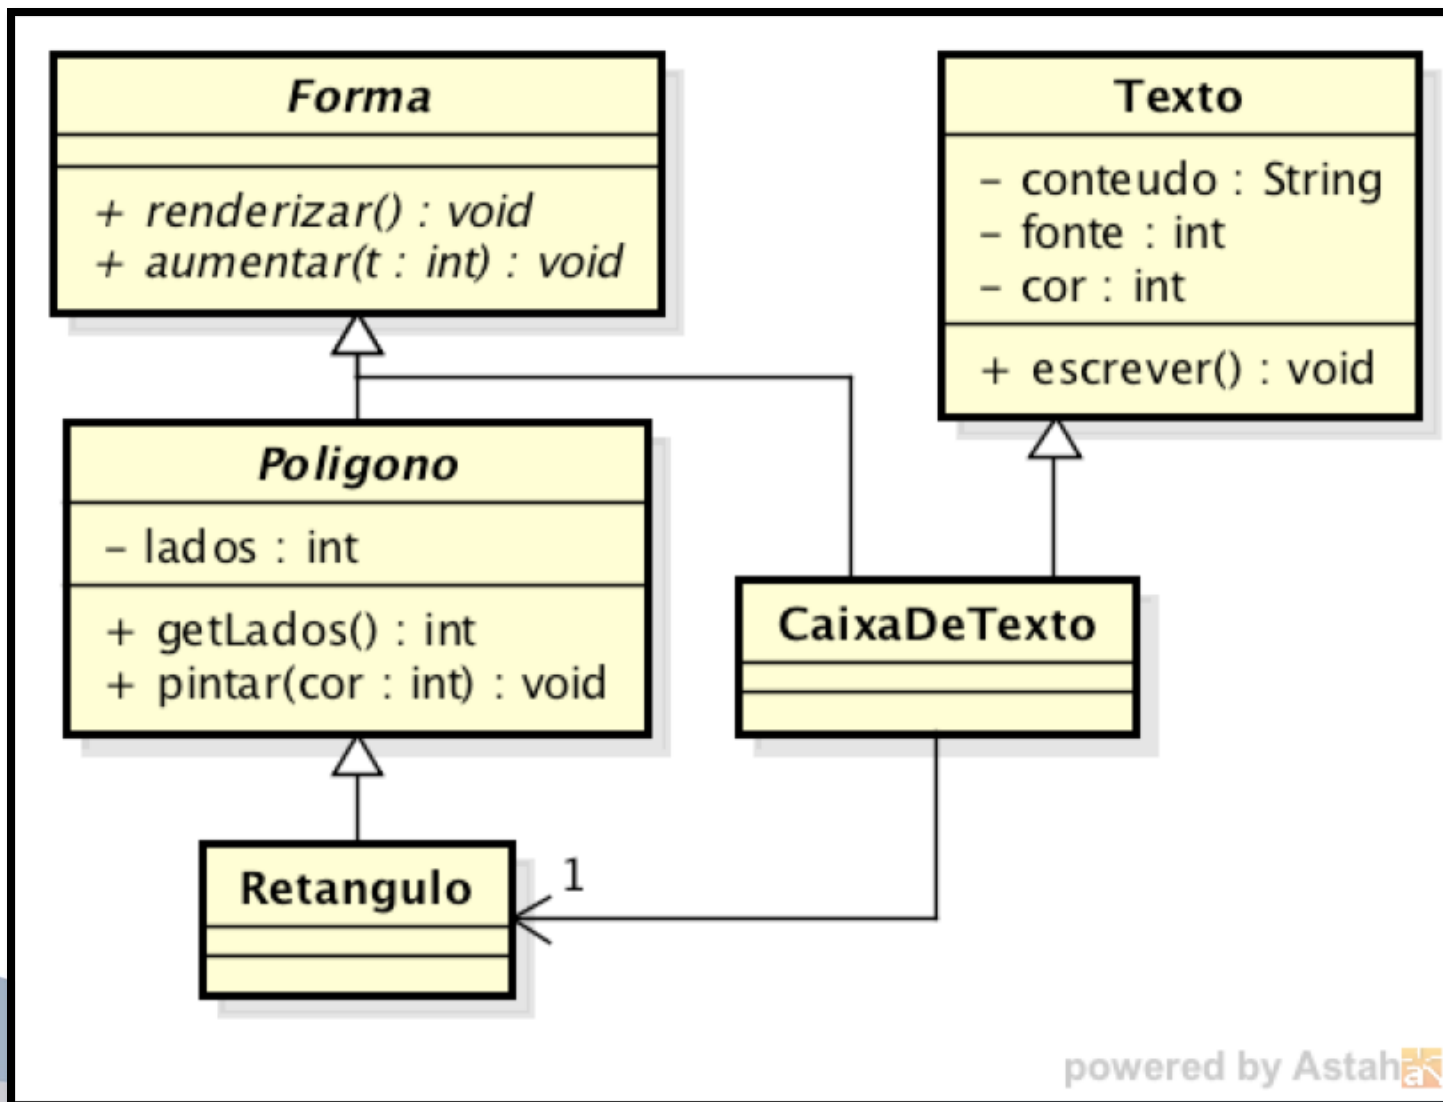 Forma
+ renderizar() : void
+ aumentar(t : int) : void
Texto
- conteudo : String
- fonte : int
- cor : int
+ escrever() : void
Poligono
- lados : int
+ getLados() : int
+ pintar(cor : int) : void
CaixaDeTexto
Retangulo
1
powered by Astah